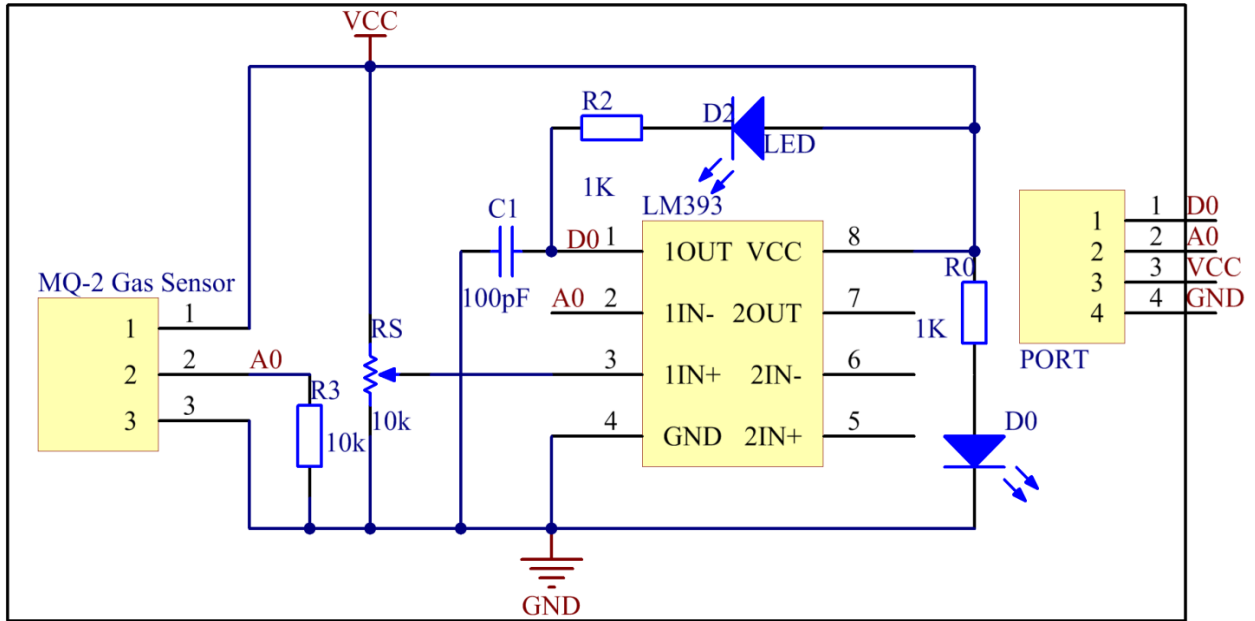 VCC
R2
D2
LED
1K
LM393
C1
D0 1 1OUT VCC 8
100pF
A0 2 1IN- 2OUT 7
3 1IN+ 2IN- 6
4 GND 2IN+ 5
R0
1K
D0
MQ-2 Gas Sensor
1 1
2 2 A0
3 3
R3
10k
RS
10k
GND
1 1 D0
2 2 A0
3 3 VCC
4 4 GND
PORT